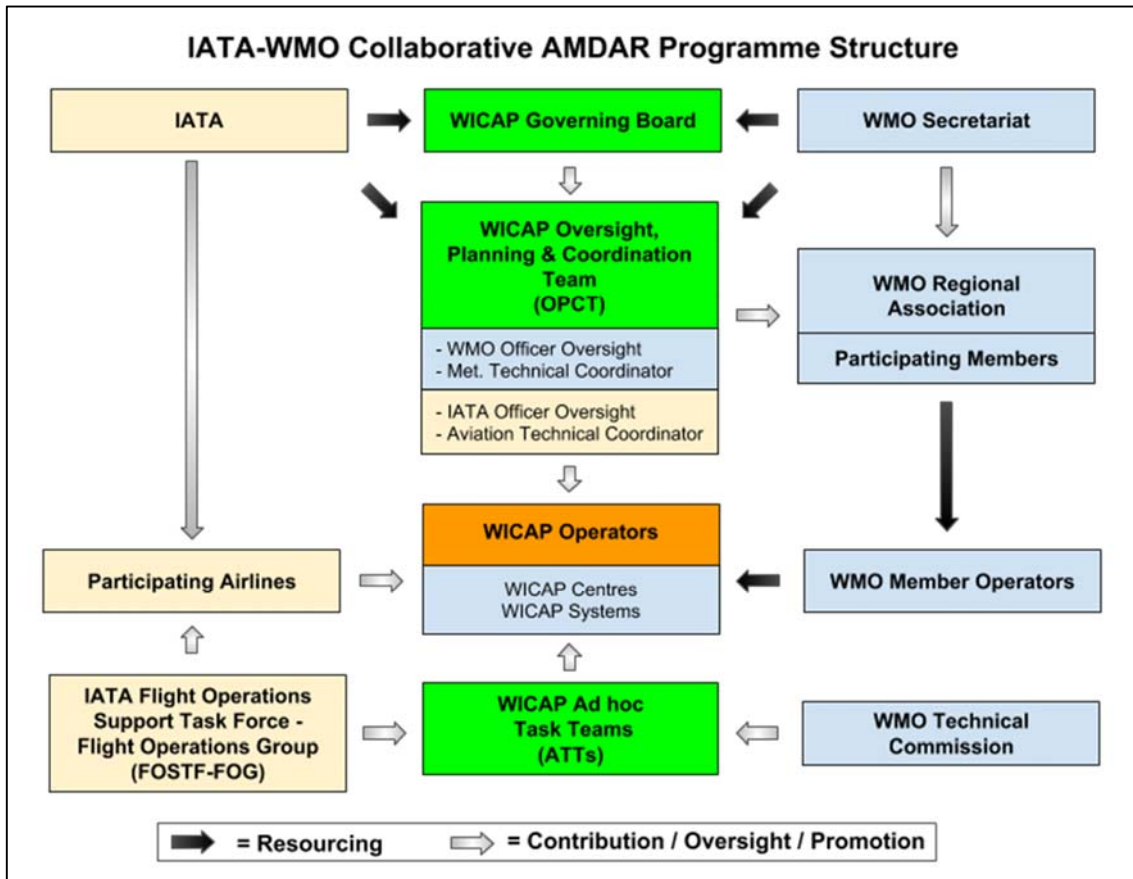 IATA-WMO Collaborative AMDAR Programme Structure
IATA
WICAP Governing Board
WMO Secretariat
WICAP Oversight,
Planning & Coordination
Team
(OPCT)
- WMO Officer Oversight
- Met. Technical Coordinator
- IATA Officer Oversight
- Aviation Technical Coordinator
WMO Regional
Association
Participating Members
Participating Airlines
WICAP Operators
WICAP Centres
WICAP Systems
WMO Member Operators
IATA Flight Operations
Support Task Force -
Flight Operations Group
(FOSTF-FOG)
WICAP Ad hoc
Task Teams
(ATTs)
WMO Technical
Commission
= Resourcing
= Contribution / Oversight / Promotion